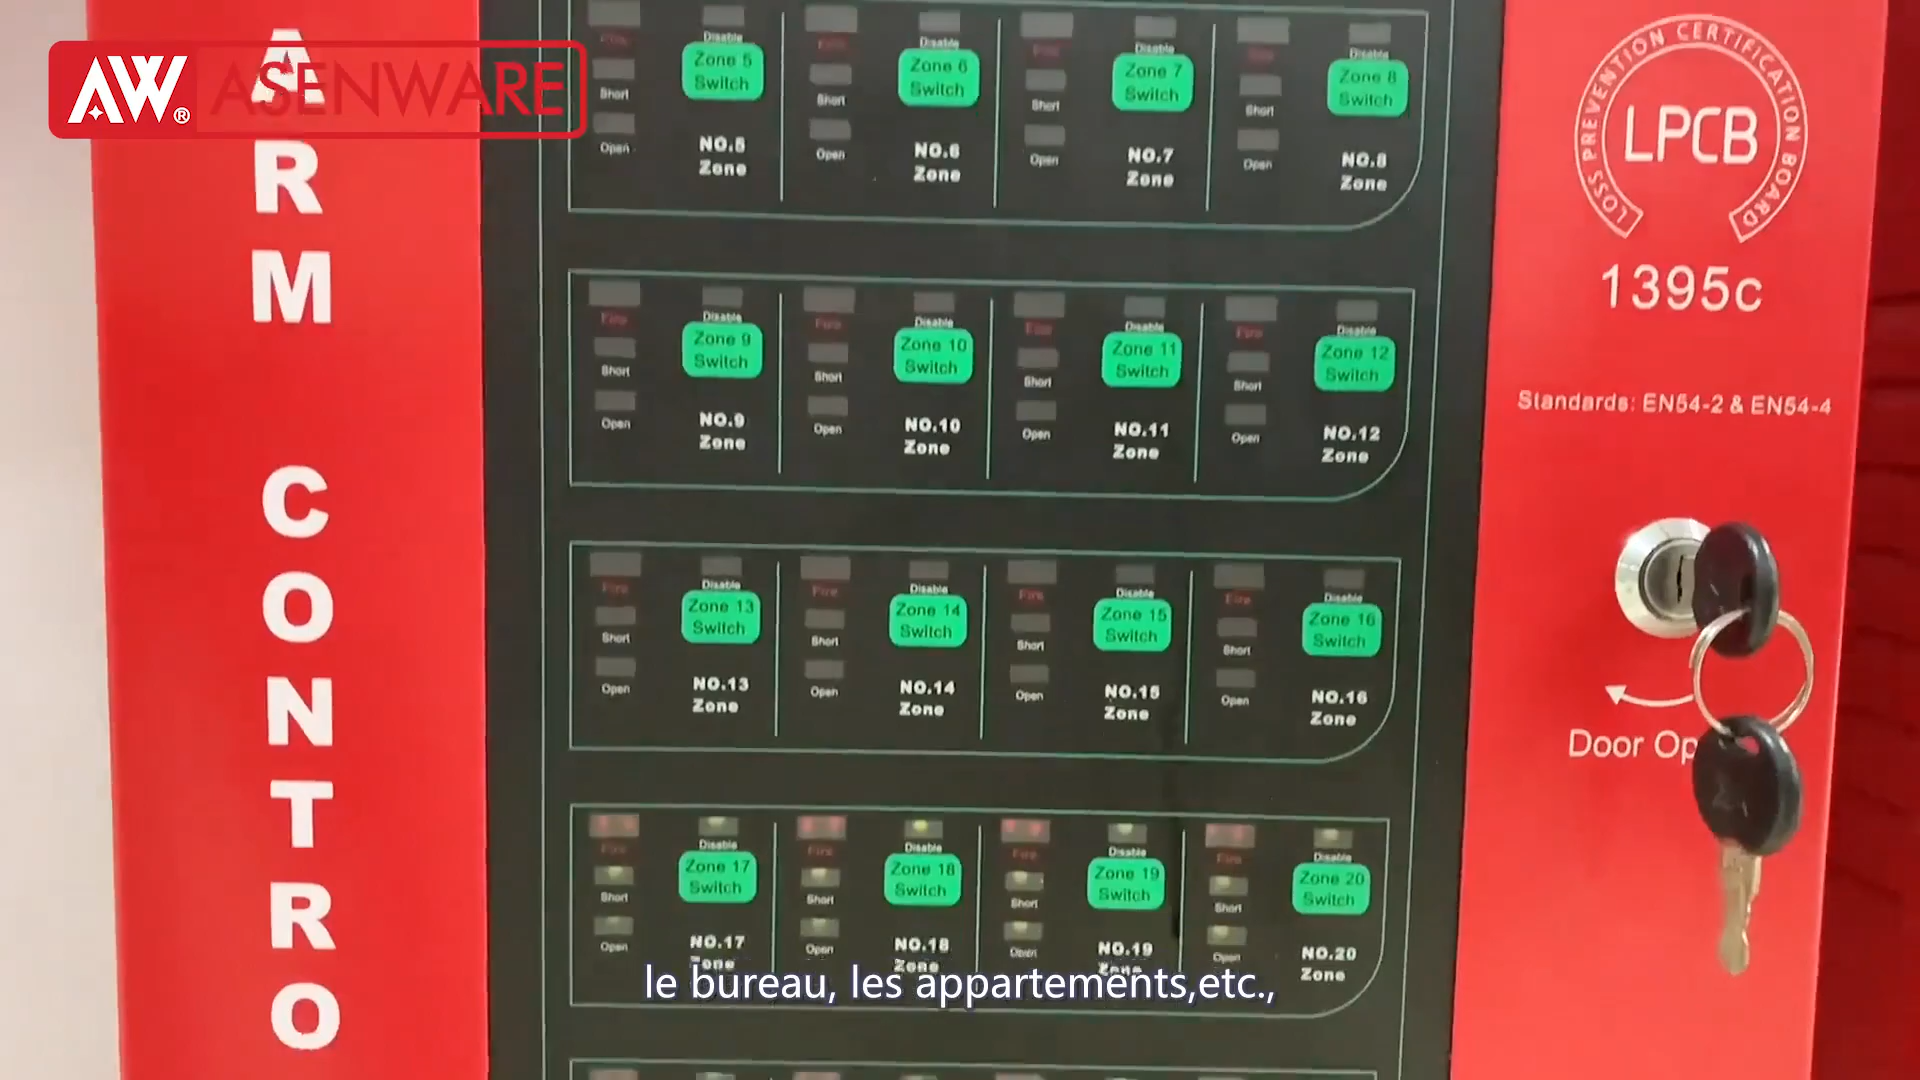 AW®
ASENWARE
A
R
M
C
O
N
T
R
O
Fire
Disable
Zone 5
Switch
Short
Open
NO.5
Zone
Fire
Disable
Zone 6
Switch
Short
Open
NO.6
Zone
Fire
Disable
Zone 7
Switch
Short
Open
NO.7
Zone
Fire
Disable
Zone 8
Switch
Short
Open
NO.8
Zone
Fire
Disable
Zone 9
Switch
Short
Open
NO.9
Zone
Fire
Disable
Zone 10
Switch
Short
Open
NO.10
Zone
Fire
Disable
Zone 11
Switch
Short
Open
NO.11
Zone
Fire
Disable
Zone 12
Switch
Short
Open
NO.12
Zone
Fire
Disable
Zone 13
Switch
Short
Open
NO.13
Zone
Fire
Disable
Zone 14
Switch
Short
Open
NO.14
Zone
Fire
Disable
Zone 15
Switch
Short
Open
NO.15
Zone
Fire
Disable
Zone 16
Switch
Short
Open
NO.16
Zone
Fire
Disable
Zone 17
Switch
Short
Open
NO.17
Zone
Fire
Disable
Zone 18
Switch
Short
Open
NO.18
Zone
Fire
Disable
Zone 19
Switch
Short
Open
NO.19
Zone
Fire
Disable
Zone 20
Switch
Short
Open
NO.20
Zone
LOSS PREVENTION CERTIFICATION BOARD
LPCB
1395c
Standards: EN54-2 & EN54-4
Door Op
le bureau, les appartements,etc.,